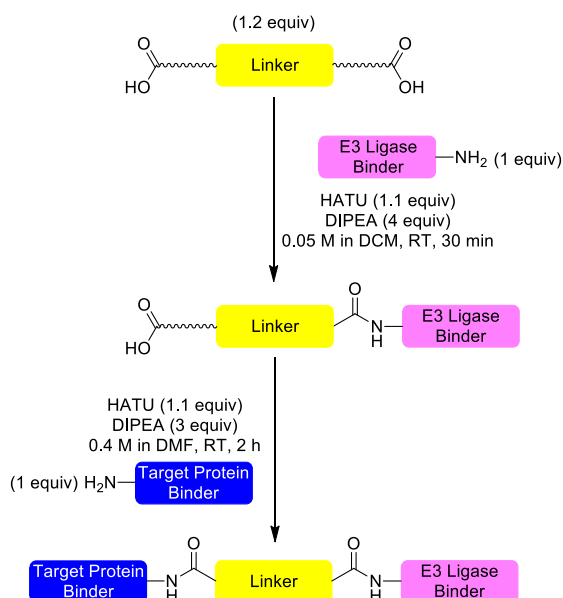 (1.2 equiv)
O
HO
Linker
O
OH
E3 Ligase
Binder
NH2 (1 equiv)
HATU (1.1 equiv)
DIPEA (4 equiv)
0.05 M in DCM, RT, 30 min
O
HO
Linker
O
N
H
E3 Ligase
Binder
HATU (1.1 equiv)
DIPEA (3 equiv)
0.4 M in DMF, RT, 2 h
(1 equiv) H2N
Target Protein
Binder
Target Protein
Binder
N
H
O
Linker
O
N
H
E3 Ligase
Binder